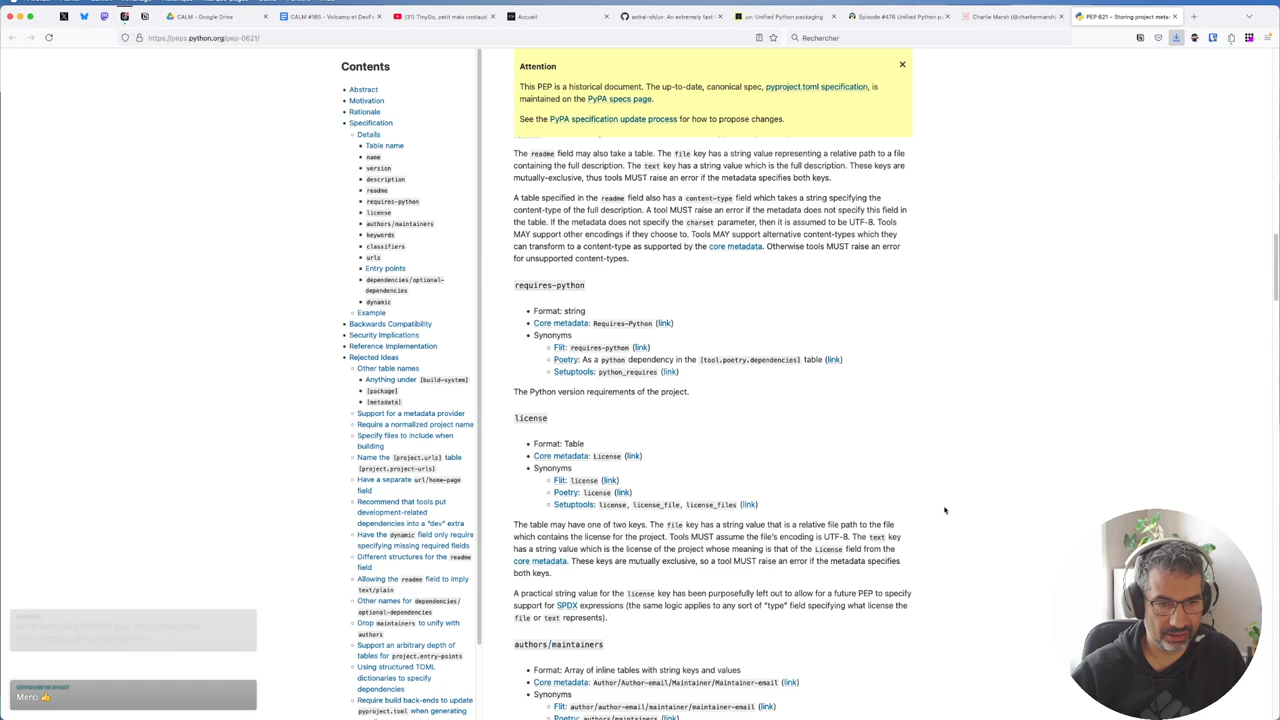 CALM – Google Drive
CALM #165 - Volcamp et DevFe
(31) TinyGo, petit mais costaud
Accueil
astral-sh/uv: An extremely fast
uv: Unified Python packaging
Episode #476 Unified Python p
Charlie Marsh (@charliermarsh
PEP 621 – Storing project meta
https://peps.python.org/pep-0621/
Rechercher
Contents
Abstract
Motivation
Rationale
Specification
Details
Table name
name
version
description
readme
requires-python
license
authors/maintainers
keywords
classifiers
urls
Entry points
dependencies/optional-
dependencies
dynamic
Example
Backwards Compatibility
Security Implications
Reference Implementation
Rejected Ideas
Other table names
Anything under [build-system]
[package]
[metadata]
Support for a metadata provider
Require a normalized project name
Specify files to include when
building
Name the [project.urls] table
[project.project-urls]
Have a separate url/home-page
field
Recommend that tools put
development-related
dependencies into a "dev" extra
Have the dynamic field only require
specifying missing required fields
Different structures for the readme
field
Allowing the readme field to imply
text/plain
Other names for dependencies/
optional-dependencies
Drop maintainers to unify with
authors
Support an arbitrary depth of
tables for project.entry-points
Using structured TOML
dictionaries to specify
dependencies
Require build back-ends to update
pyproject.toml when generating
Attention
This PEP is a historical document. The up-to-date, canonical spec, pyproject.toml specification, is
maintained on the PyPA specs page.
See the PyPA specification update process for how to propose changes.
The readme field may also take a table. The file key has a string value representing a relative path to a file
containing the full description. The text key has a string value which is the full description. These keys are
mutually-exclusive, thus tools MUST raise an error if the metadata specifies both keys.
A table specified in the readme field also has a content-type field which takes a string specifying the
content-type of the full description. A tool MUST raise an error if the metadata does not specify this field in
the table. If the metadata does not specify the charset parameter, then it is assumed to be UTF-8. Tools
MAY support other encodings if they choose to. Tools MAY support alternative content-types which they
can transform to a content-type as supported by the core metadata. Otherwise tools MUST raise an error
for unsupported content-types.
requires-python
Format: string
Core metadata: Requires-Python (link)
Synonyms
Flit: requires-python (link)
Poetry: As a python dependency in the [tool.poetry.dependencies] table (link)
Setuptools: python_requires (link)
The Python version requirements of the project.
license
Format: Table
Core metadata: License (link)
Synonyms
Flit: license (link)
Poetry: license (link)
Setuptools: license, license_file, license_files (link)
The table may have one of two keys. The file key has a string value that is a relative file path to the file
which contains the license for the project. Tools MUST assume the file's encoding is UTF-8. The text key
has a string value which is the license of the project whose meaning is that of the License field from the
core metadata. These keys are mutually exclusive, so a tool MUST raise an error if the metadata specifies
both keys.
A practical string value for the license key has been purposefully left out to allow for a future PEP to specify
support for SPDX expressions (the same logic applies to any sort of "type" field specifying what license the
file or text represents).
authors/maintainers
Format: Array of inline tables with string keys and values
Core metadata: Author/Author-email/Maintainer/Maintainer-email (link)
Synonyms
Flit: author/author-email/maintainer/maintainer-email (link)
Poetry: authors/maintainers (link)
Merci 👍